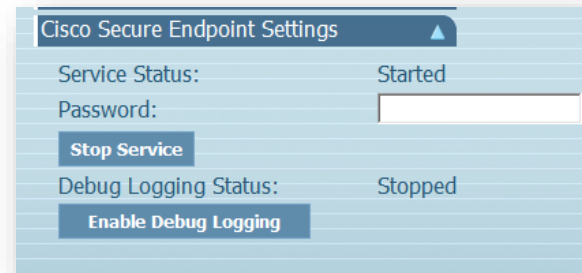 Cisco Secure Endpoint Settings
Service Status: Started
Password:
Stop Service
Debug Logging Status: Stopped
Enable Debug Logging